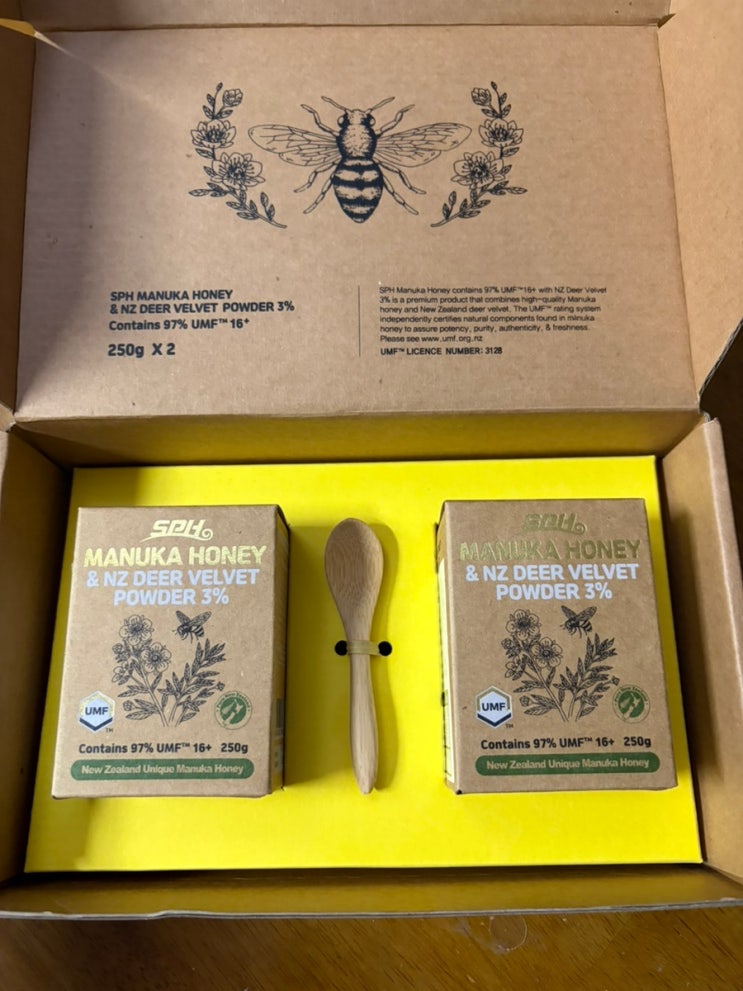 SPH MANUKA HONEY
& NZ DEER VELVET POWDER 3%
Contains 97% UMF™ 16+
250g X 2
SPH Manuka Honey contains 97% UMF™16+ with NZ Deer Velvet
3% is a premium product that combines high-quality Manuka
honey and New Zealand deer velvet. The UMF™ rating system
independently certifies natural components found in mānuka
honey to assure potency, purity, authenticity, & freshness.
Please see www.umf.org.nz
UMF™ LICENCE NUMBER: 3128
SPH
MANUKA HONEY
& NZ DEER VELVET
POWDER 3%
UMF
TM
Contains 97% UMF™ 16+ 250g
New Zealand Unique Manuka Honey
SPH
MANUKA HONEY
& NZ DEER VELVET
POWDER 3%
UMF
TM
Contains 97% UMF™ 16+ 250g
New Zealand Unique Manuka Honey